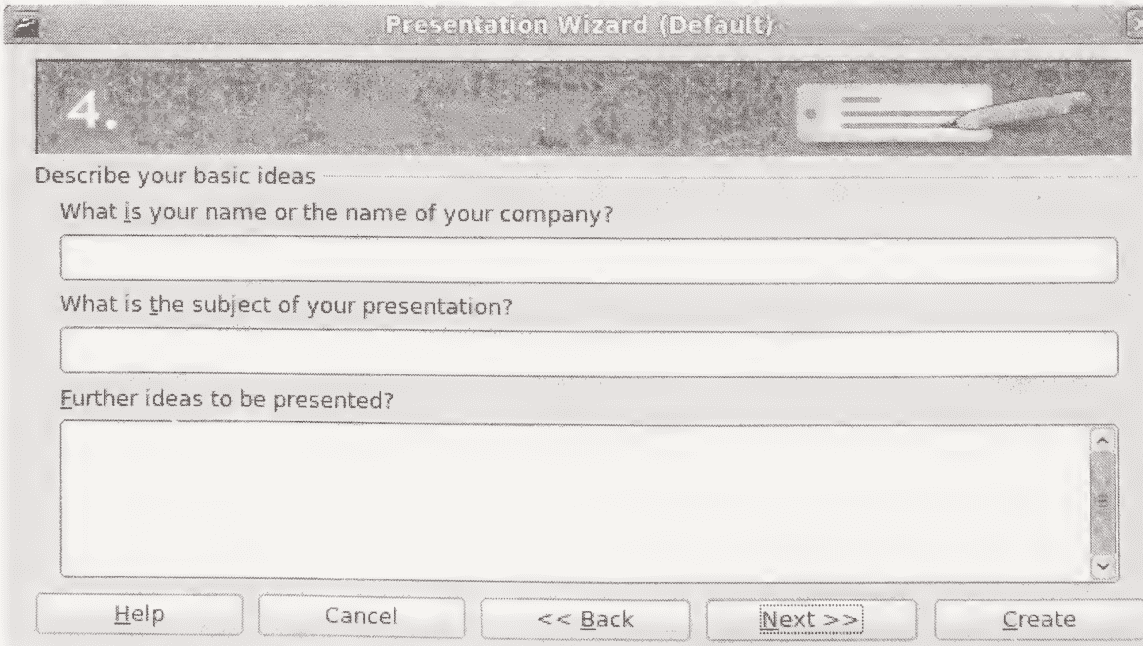 Presentation Wizard (Default)
4.
Describe your basic ideas
What is your name or the name of your company?
What is the subject of your presentation?
Further ideas to be presented?
Help Cancel << Back Next >> Create